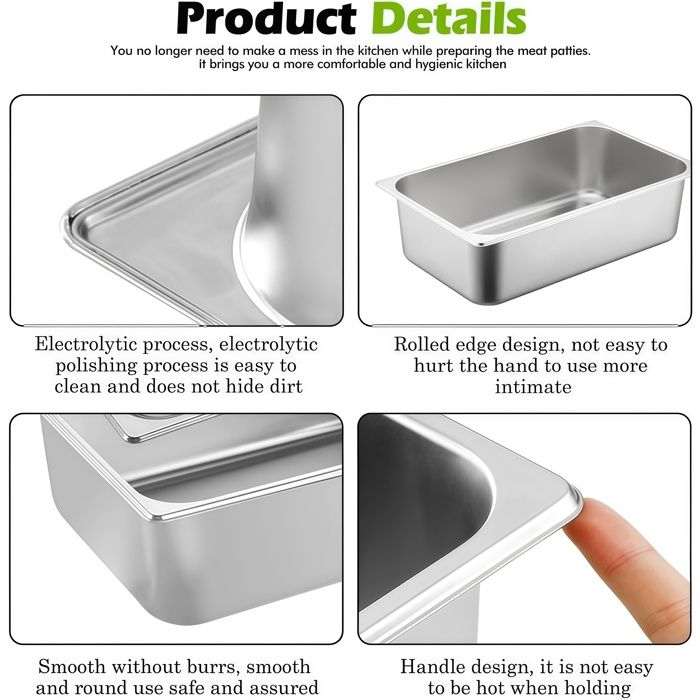 Product Details
You no longer need to make a mess in the kitchen while preparing the meat patties.
it brings you a more comfortable and hygienic kitchen
Electrolytic process, electrolytic
polishing process is easy to
clean and does not hide dirt
Rolled edge design, not easy to
hurt the hand to use more
intimate
Smooth without burrs, smooth
and round use safe and assured
Handle design, it is not easy
to be hot when holding